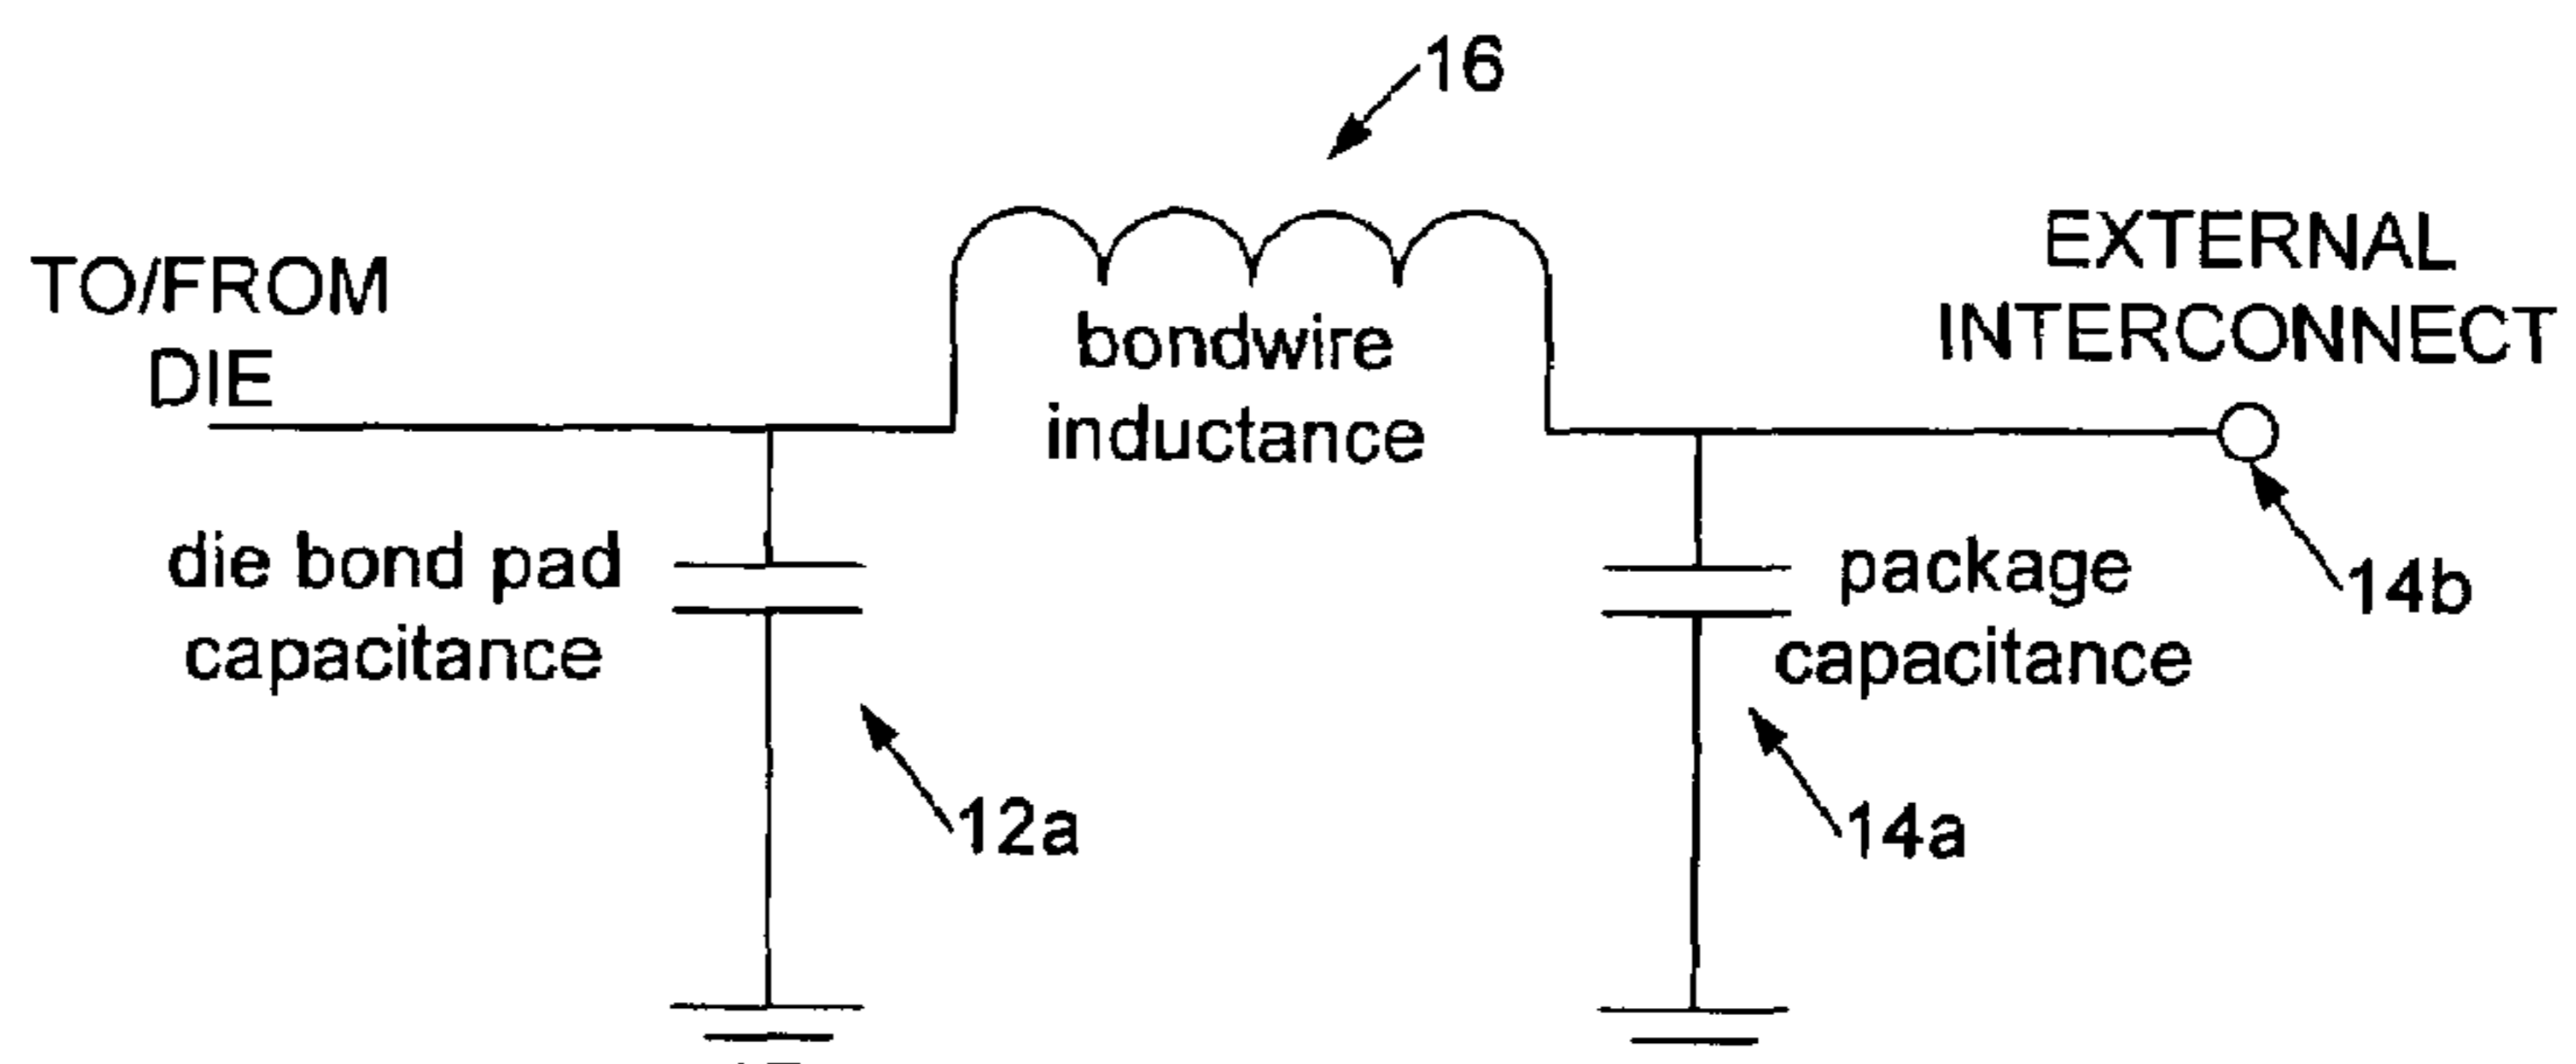 16
TO/FROM
DIE
bondwire
inductance
EXTERNAL
INTERCONNECT
die bond pad
capacitance
package
capacitance
14b
12a
14a